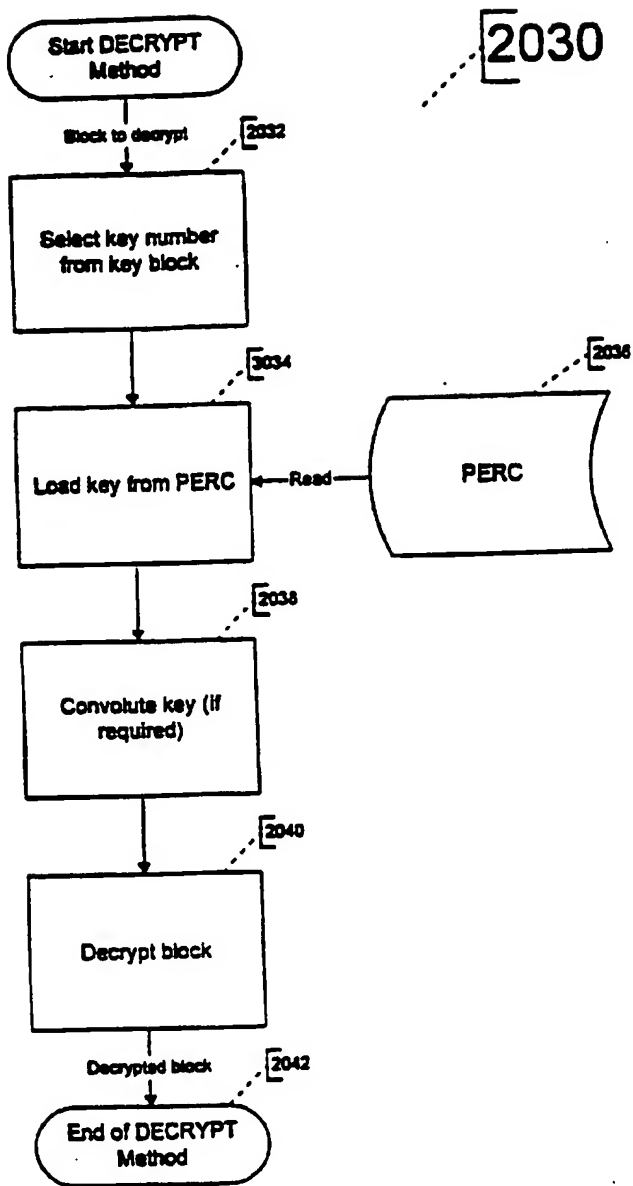 Start DECRYPT
Method
2030
Block to decrypt
2032
Select key number
from key block
3034
2036
Load key from PERC
Read
PERC
2038
Convolute key (if
required)
2040
Decrypt block
Decrypted block
2042
End of DECRYPT
Method